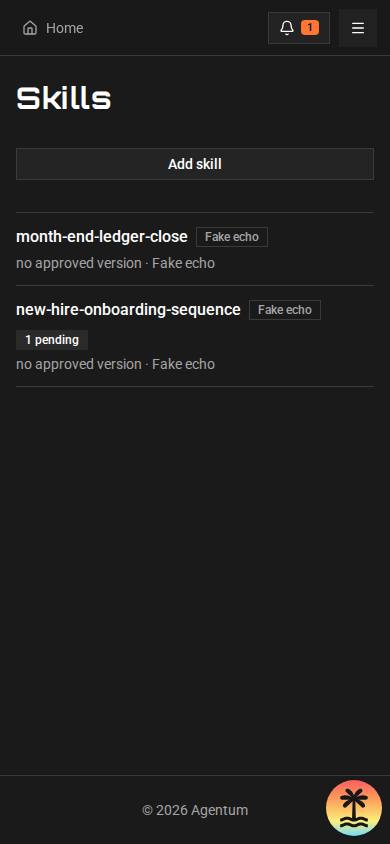 Home
1
Skills
Add skill
month-end-ledger-close Fake echo
no approved version · Fake echo
new-hire-onboarding-sequence Fake echo
1 pending
no approved version · Fake echo
© 2026 Agentum